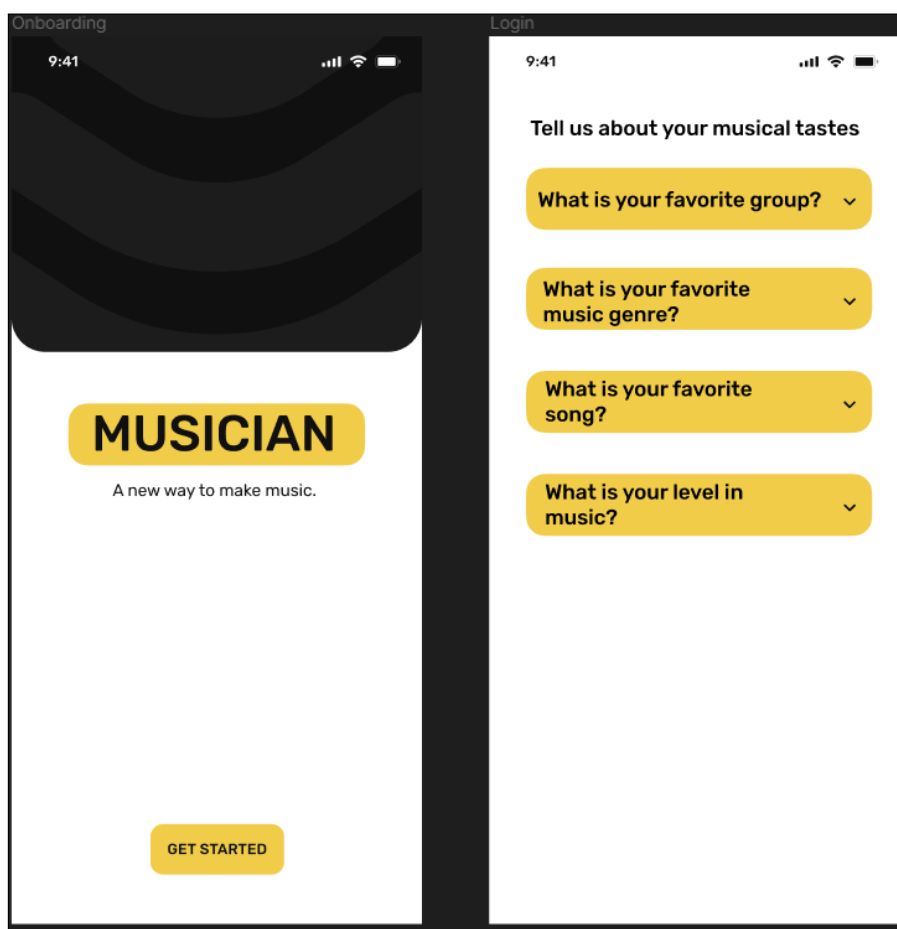 Onboarding
9:41
MUSICIAN
A new way to make music.
GET STARTED
Login
9:41
Tell us about your musical tastes
What is your favorite group?
What is your favorite
music genre?
What is your favorite
song?
What is your level in
music?